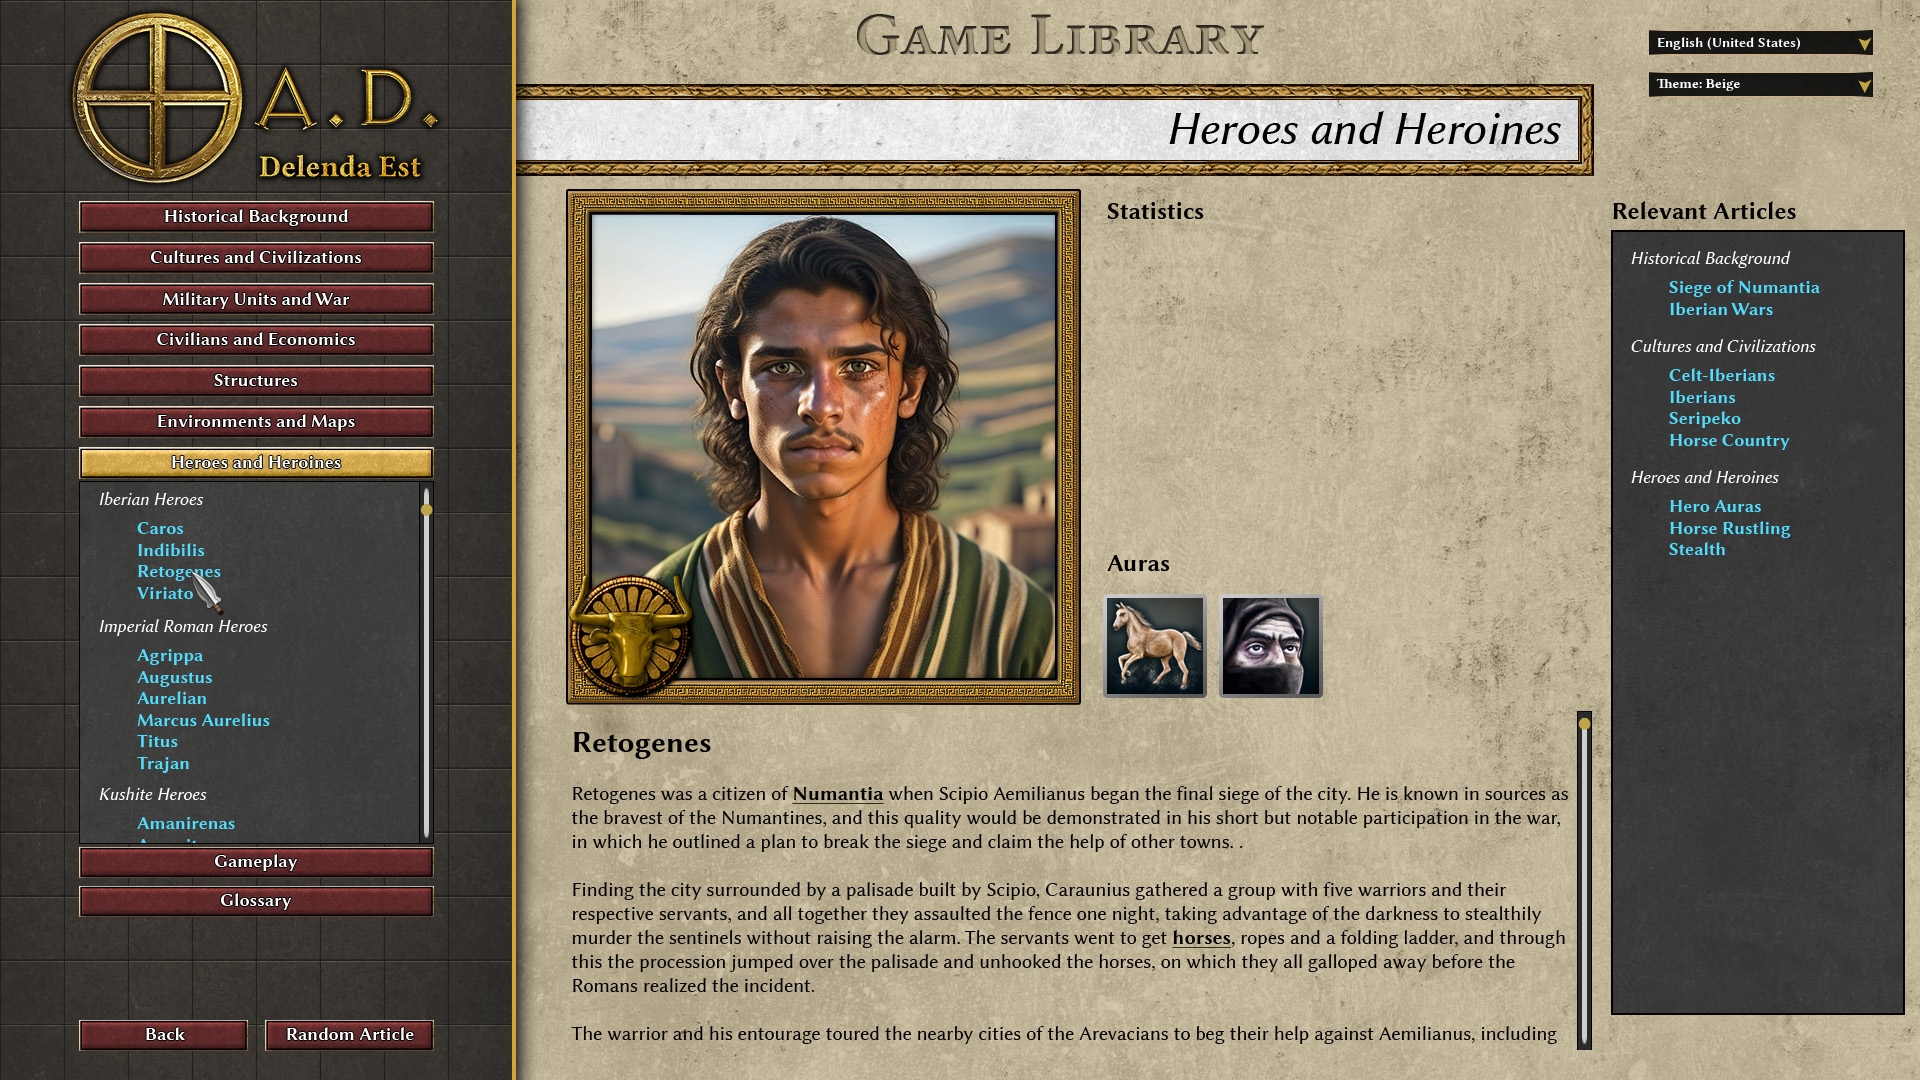 A.D.
Delenda Est
Historical Background
Cultures and Civilizations
Military Units and War
Civilians and Economics
Structures
Environments and Maps
Heroes and Heroines
Iberian Heroes
Caros
Indibilis
Retogenes
Viriato
Imperial Roman Heroes
Agrippa
Augustus
Aurelian
Marcus Aurelius
Titus
Trajan
Kushite Heroes
Amanirenas
Gameplay
Glossary
Back
Random Article
Game Library
Heroes and Heroines
English (United States)
Theme: Beige
Statistics
Auras
Retogenes
Retogenes was a citizen of Numantia when Scipio Aemilianus began the final siege of the city. He is known in sources as
the bravest of the Numantines, and this quality would be demonstrated in his short but notable participation in the war,
in which he outlined a plan to break the siege and claim the help of other towns. .
Finding the city surrounded by a palisade built by Scipio, Caraunius gathered a group with five warriors and their
respective servants, and all together they assaulted the fence one night, taking advantage of the darkness to stealthily
murder the sentinels without raising the alarm. The servants went to get horses, ropes and a folding ladder, and through
this the procession jumped over the palisade and unhooked the horses, on which they all galloped away before the
Romans realized the incident.
The warrior and his entourage toured the nearby cities of the Arevacians to beg their help against Aemilianus, including
Relevant Articles
Historical Background
Siege of Numantia
Iberian Wars
Cultures and Civilizations
Celt-Iberians
Iberians
Seripeko
Horse Country
Heroes and Heroines
Hero Auras
Horse Rustling
Stealth